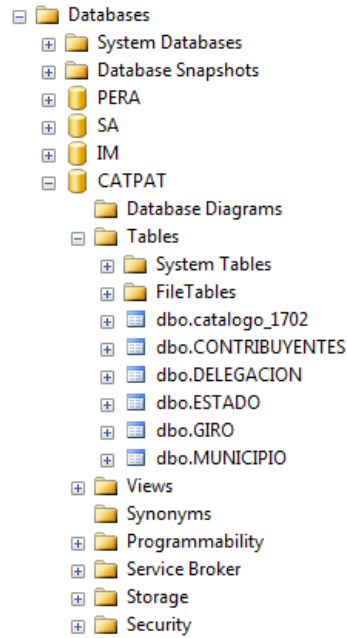 Databases
System Databases
Database Snapshots
PERA
SA
IM
CATPAT
Database Diagrams
Tables
System Tables
FileTables
dbo.catalogo_1702
dbo.CONTRIBUYENTES
dbo.DELEGACION
dbo.ESTADO
dbo.GIRO
dbo.MUNICIPIO
Views
Synonyms
Programmability
Service Broker
Storage
Security